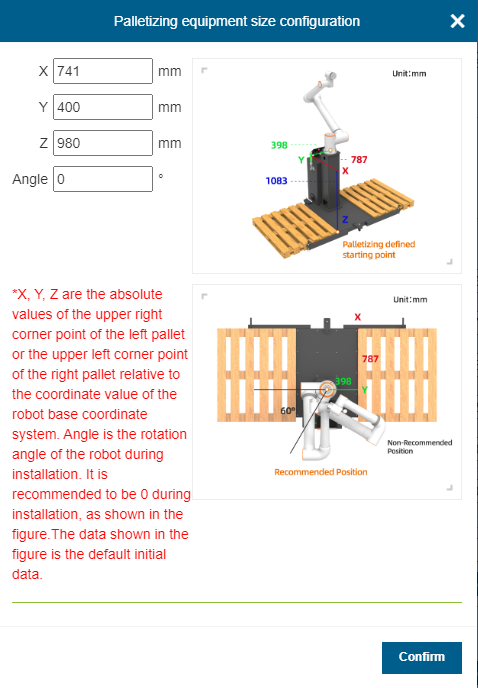 Palletizing equipment size configuration
X 741 mm
Y 400 mm
Z 980 mm
Angle 0 °
Unit:mm
398
Y
787
X
1083
Z
Palletizing defined
starting point
*X, Y, Z are the absolute
values of the upper right
corner point of the left pallet
or the upper left corner point
of the right pallet relative to
the coordinate value of the
robot base coordinate
system. Angle is the rotation
angle of the robot during
installation. It is
recommended to be 0 during
installation, as shown in the
figure.The data shown in the
figure is the default initial
data.
Unit:mm
X
787
398
Y
60°
Non-Recommended
Position
Recommended Position
Confirm